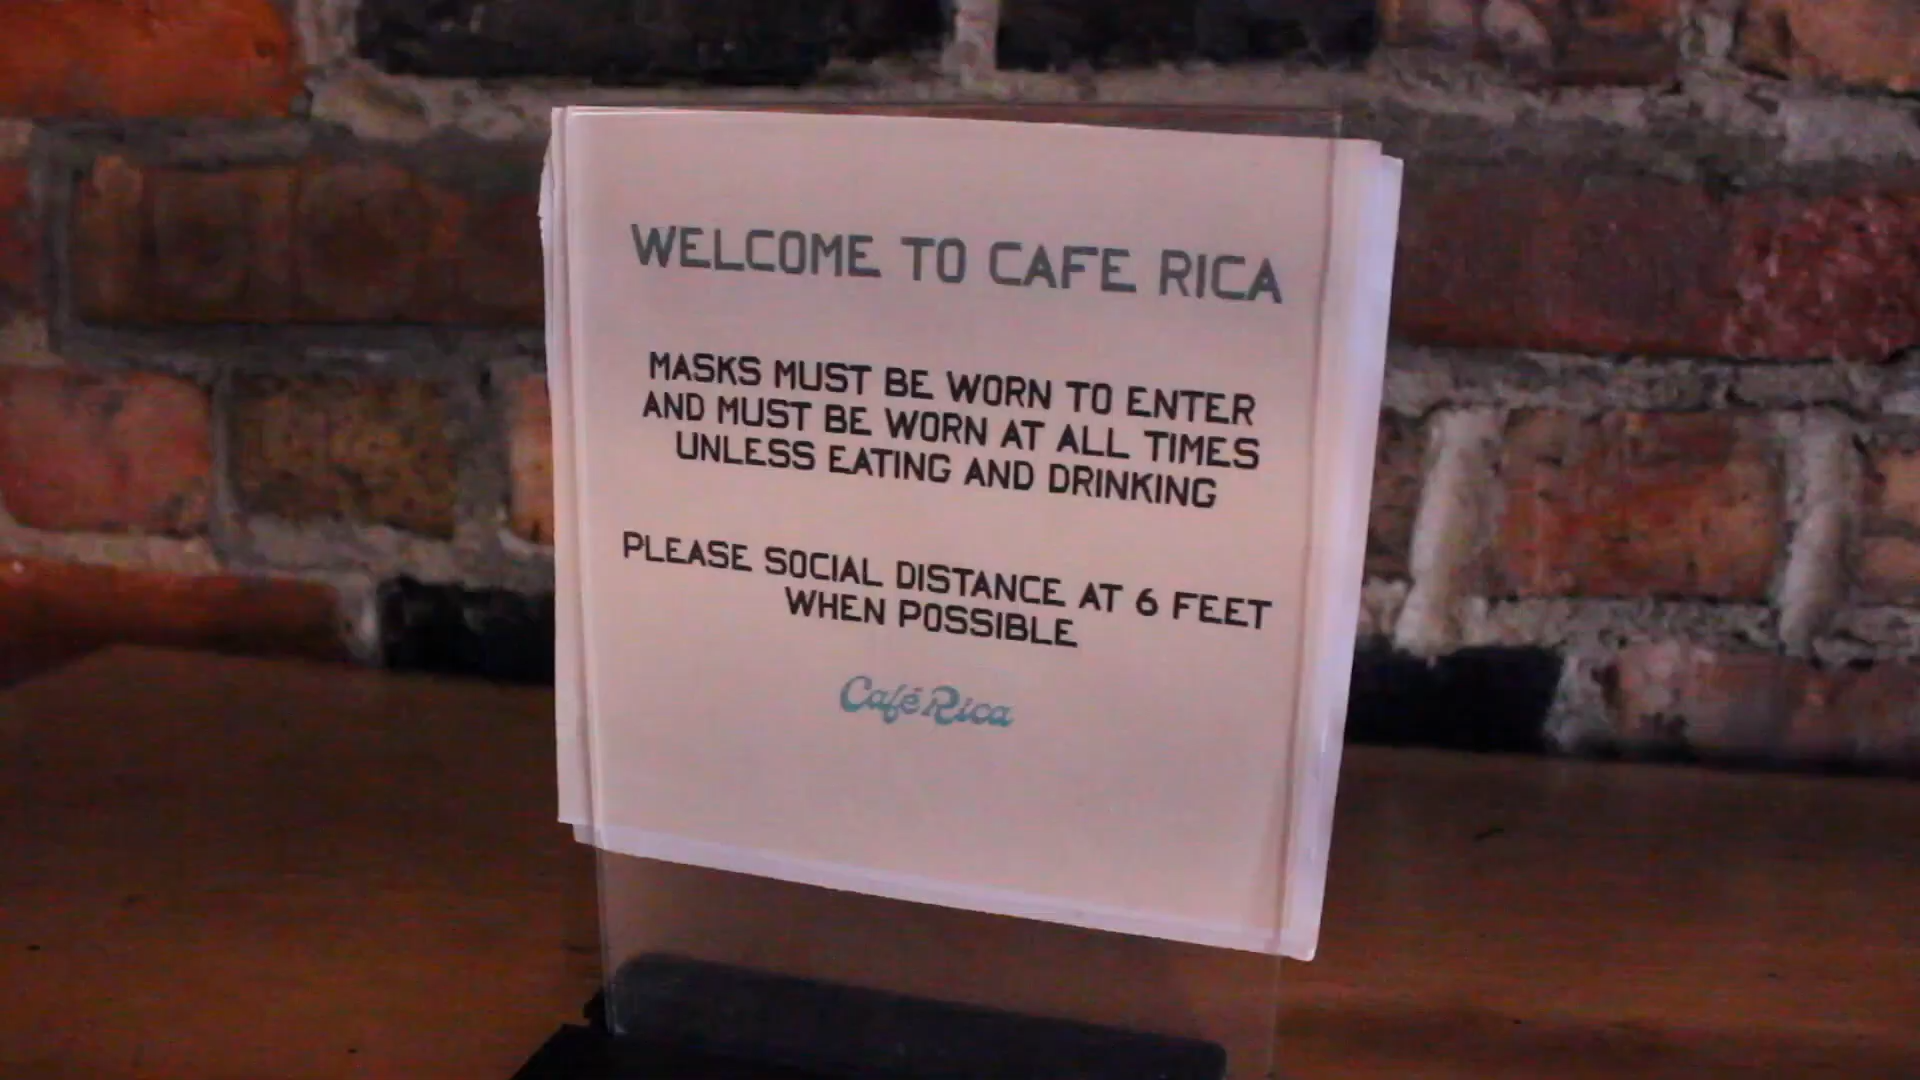 WELCOME TO CAFE RICA
MASKS MUST BE WORN TO ENTER
AND MUST BE WORN AT ALL TIMES
UNLESS EATING AND DRINKING
PLEASE SOCIAL DISTANCE AT 6 FEET
WHEN POSSIBLE
Café Rica